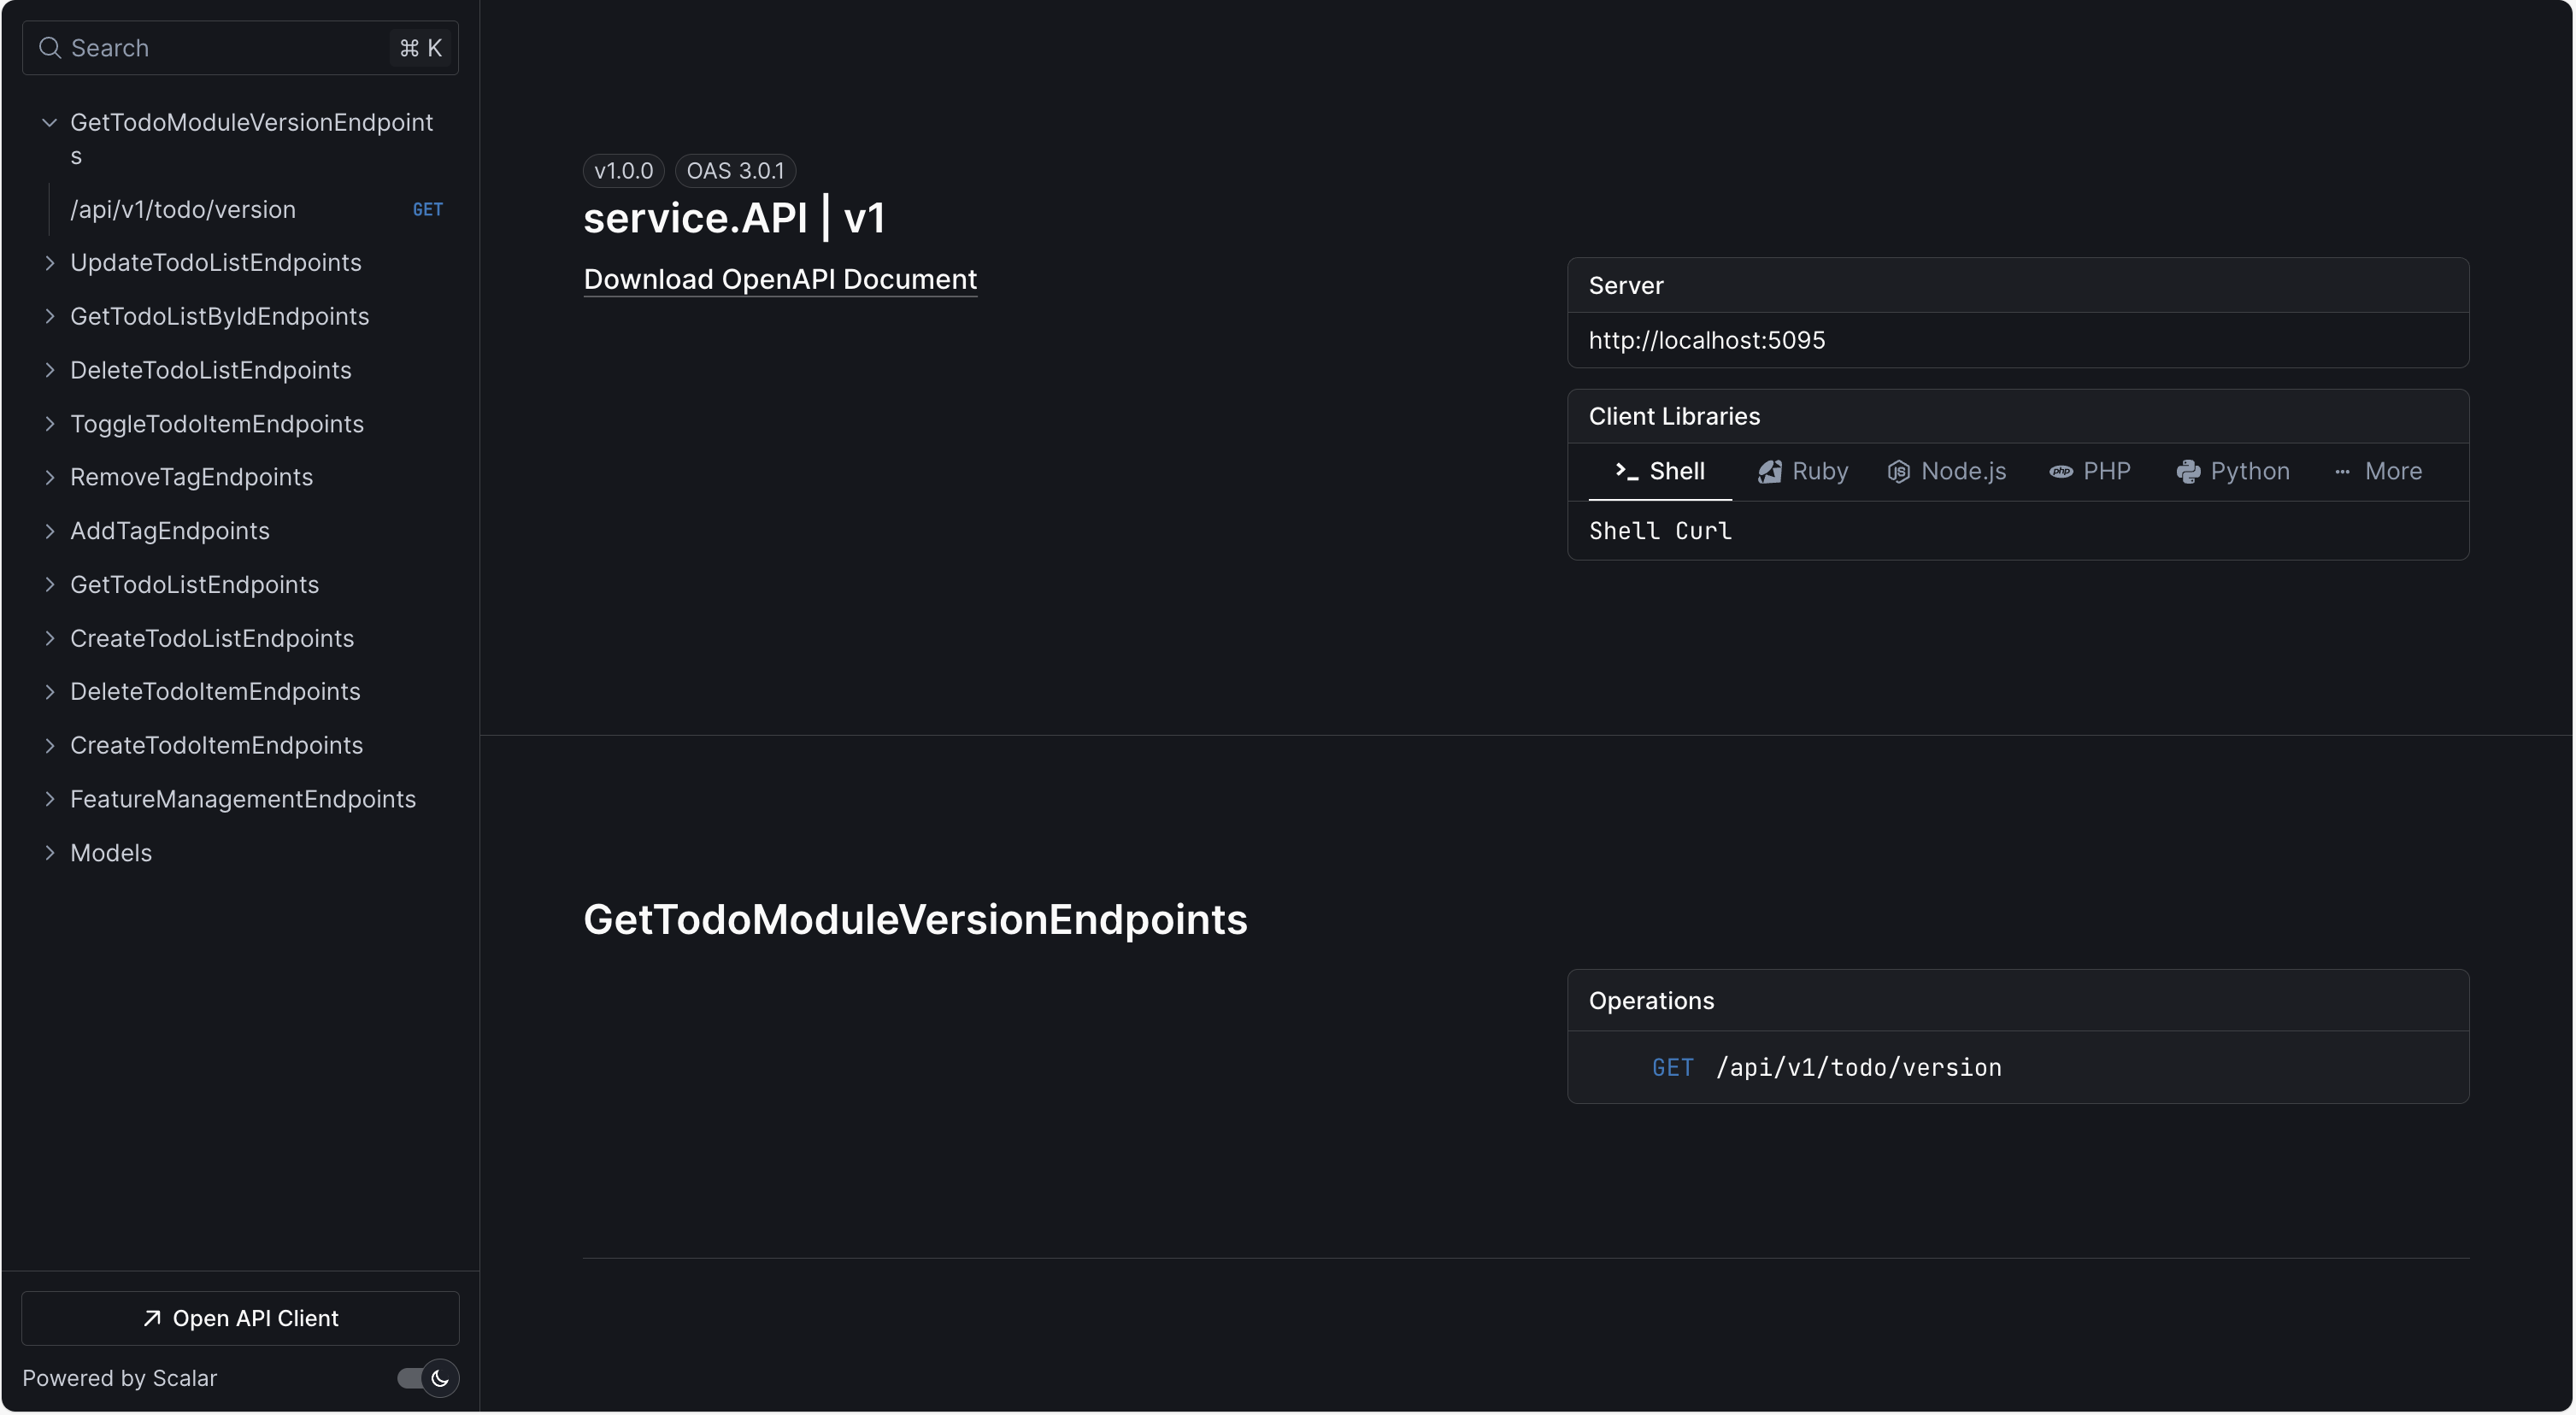 Search
⌘ K
GetTodoModuleVersionEndpoint
s
/api/v1/todo/version GET
UpdateTodoListEndpoints
GetTodoListByIdEndpoints
DeleteTodoListEndpoints
ToggleTodoItemEndpoints
RemoveTagEndpoints
AddTagEndpoints
GetTodoListEndpoints
CreateTodoListEndpoints
DeleteTodoItemEndpoints
CreateTodoItemEndpoints
FeatureManagementEndpoints
Models
Open API Client
Powered by Scalar
v1.0.0 OAS 3.0.1
service.API | v1
Download OpenAPI Document
Server
http://localhost:5095
Client Libraries
Shell Ruby Node.js PHP Python More
Shell Curl
GetTodoModuleVersionEndpoints
Operations
GET /api/v1/todo/version